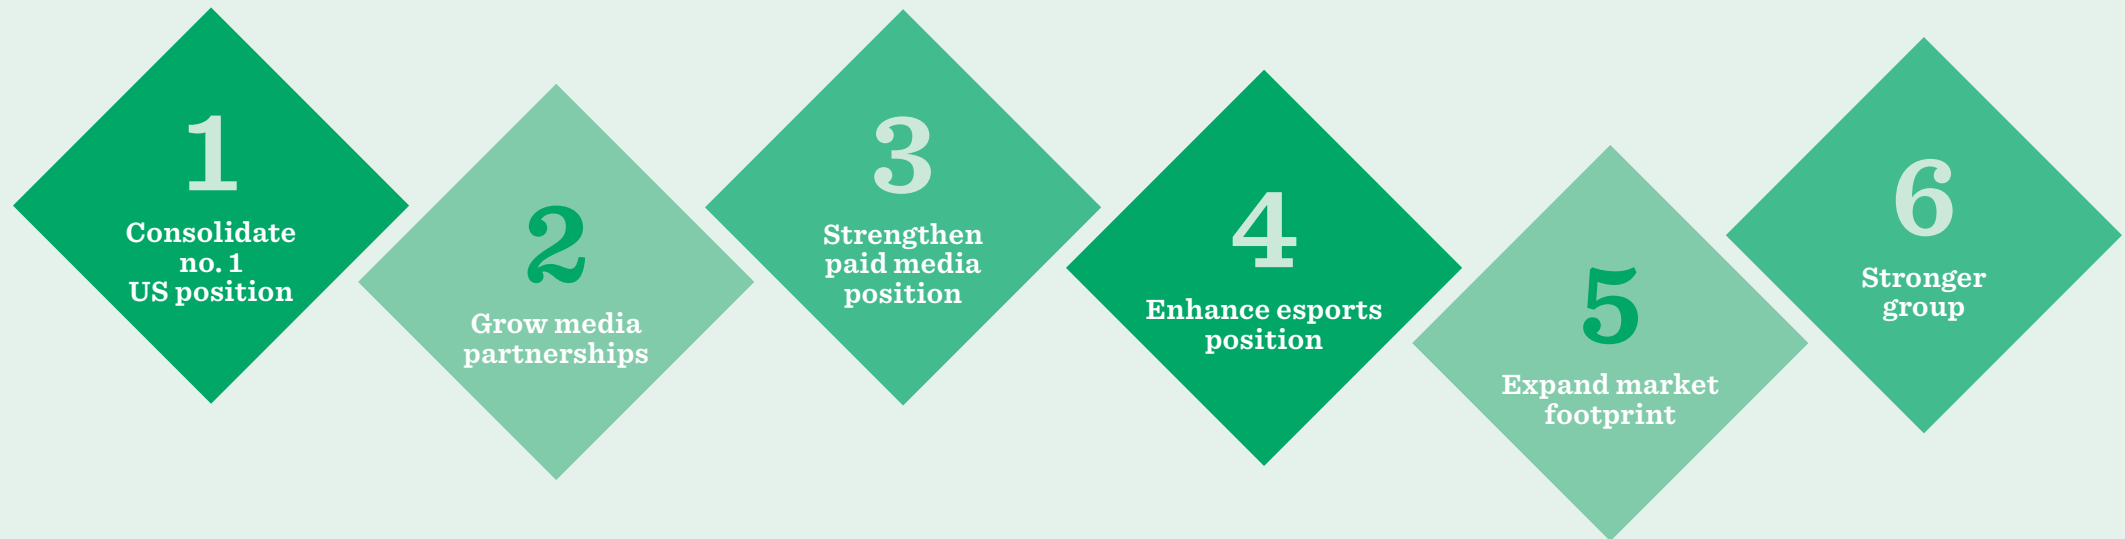 1
Consolidate
no. 1
US position
2
Grow media
partnerships
3
Strengthen
paid media
position
4
Enhance esports
position
5
Expand market
footprint
6
Stronger
group